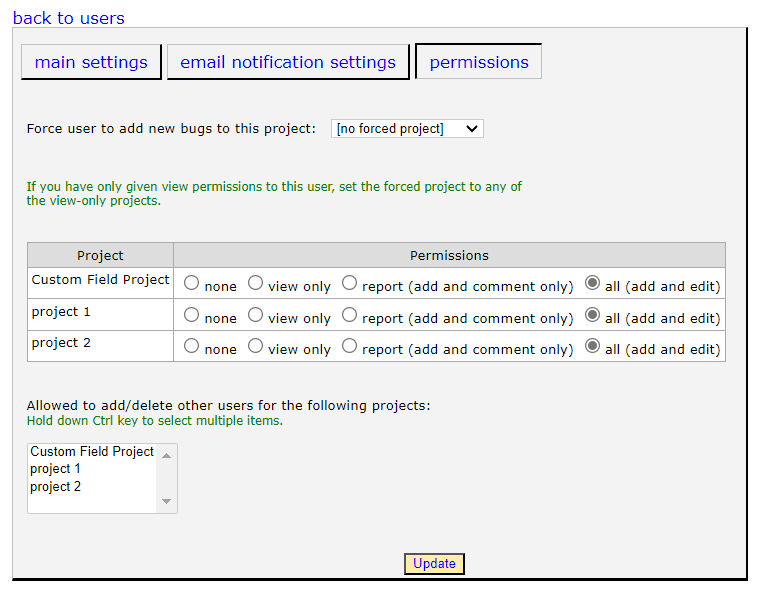 back to users
main settings email notification settings permissions
Force user to add new bugs to this project: [no forced project]
If you have only given view permissions to this user, set the forced project to any of
the view-only projects.
Project Permissions
Custom Field Project none view only report (add and comment only) all (add and edit)
project 1 none view only report (add and comment only) all (add and edit)
project 2 none view only report (add and comment only) all (add and edit)
Allowed to add/delete other users for the following projects:
Hold down Ctrl key to select multiple items.
Custom Field Project
project 1
project 2
Update